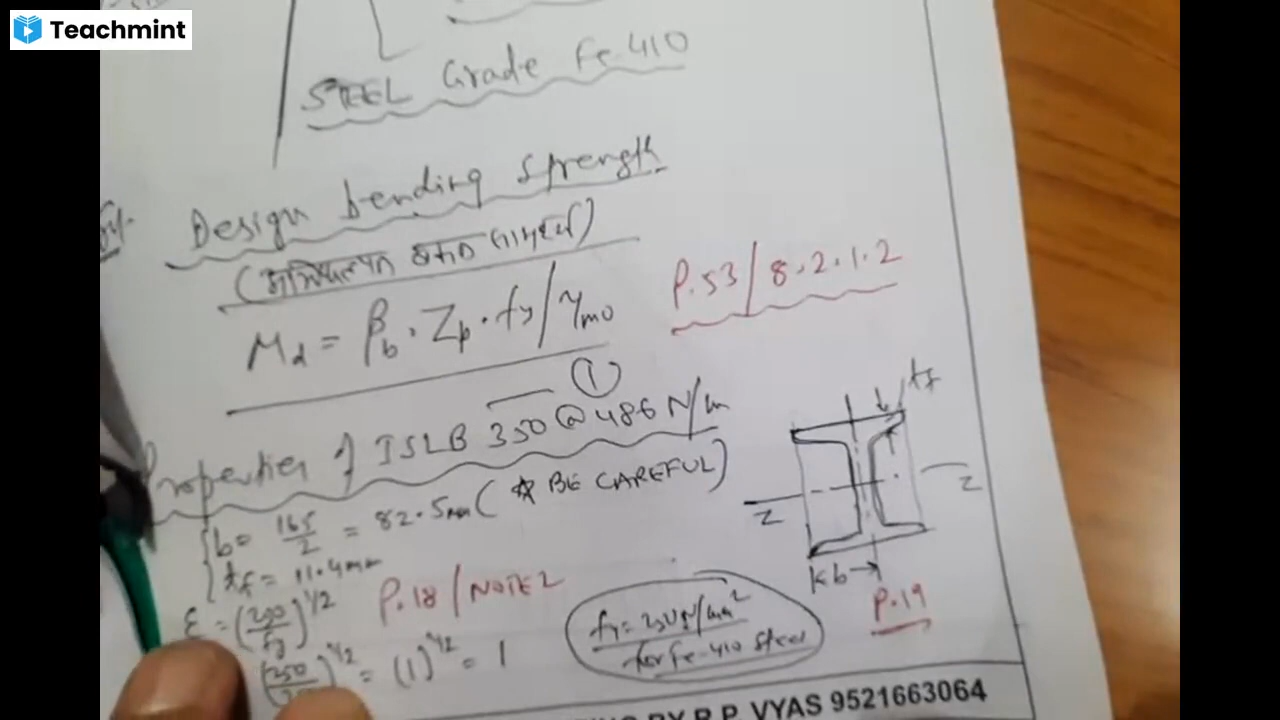 Teachmint
STEEL Grade Fe 410
Design bending strength
Md = βb · Zp · fy/γm0
P.53/8.2.1.2
①
Properties of ISLB 350 @ 486 N/m
b = 165/2 = 82.5mm ( ☆ BE CAREFUL)
tf = 11.4mm
P.18/NOTE 2
ε = (250/fy)^1/2
= (1)^1/2 = 1
fy = 250 N/mm²
for Fe 410 steel
tf
z
z
b
P.19
BY R.P. VYAS 9521663064